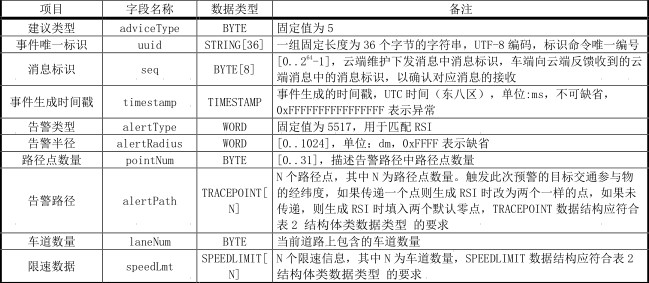 项目 字段名称 数据类型 备注
建议类型 adviceType BYTE 固定值为 5
事件唯一标识 uuid STRING[36] 一组固定长度为 36 个字节的字符串，UTF-8 编码，标识命令唯一编号
消息标识 seq BYTE[8] [0..2^64-1]，云端维护下发消息中消息标识，车端向云端反馈收到的云
端消息中的消息标识，以确认对应消息的接收
事件生成时间戳 timestamp TIMESTAMP 事件生成的时间戳，UTC 时间（东八区），单位:ms，不可缺省，
0xFFFFFFFFFFFFFFFF 表示异常
告警类型 alertType WORD 固定值为 5517，用于匹配 RSI
告警半径 alertRadius WORD [0..1024]，单位：dm，0xFFFF 表示缺省
路径点数量 pointNum BYTE [0..31]，描述告警路径中路径点数量
告警路径 alertPath TRACEPOINT[
N] N 个路径点，其中 N 为路径点数量。触发此次预警的目标交通参与物
的经纬度，如果传递一个点则生成 RSI 时改为两个一样的点，如果未
传递，则生成 RSI 时填入两个默认零点，TRACEPOINT 数据结构应符合
表 2 结构体类数据类型 的要求
车道数量 laneNum BYTE 当前道路上包含的车道数量
限速数据 speedLmt SPEEDLIMIT[
N] N 个限速信息，其中 N 为车道数量，SPEEDLIMIT 数据结构应符合表 2
结构体类数据类型 的要求